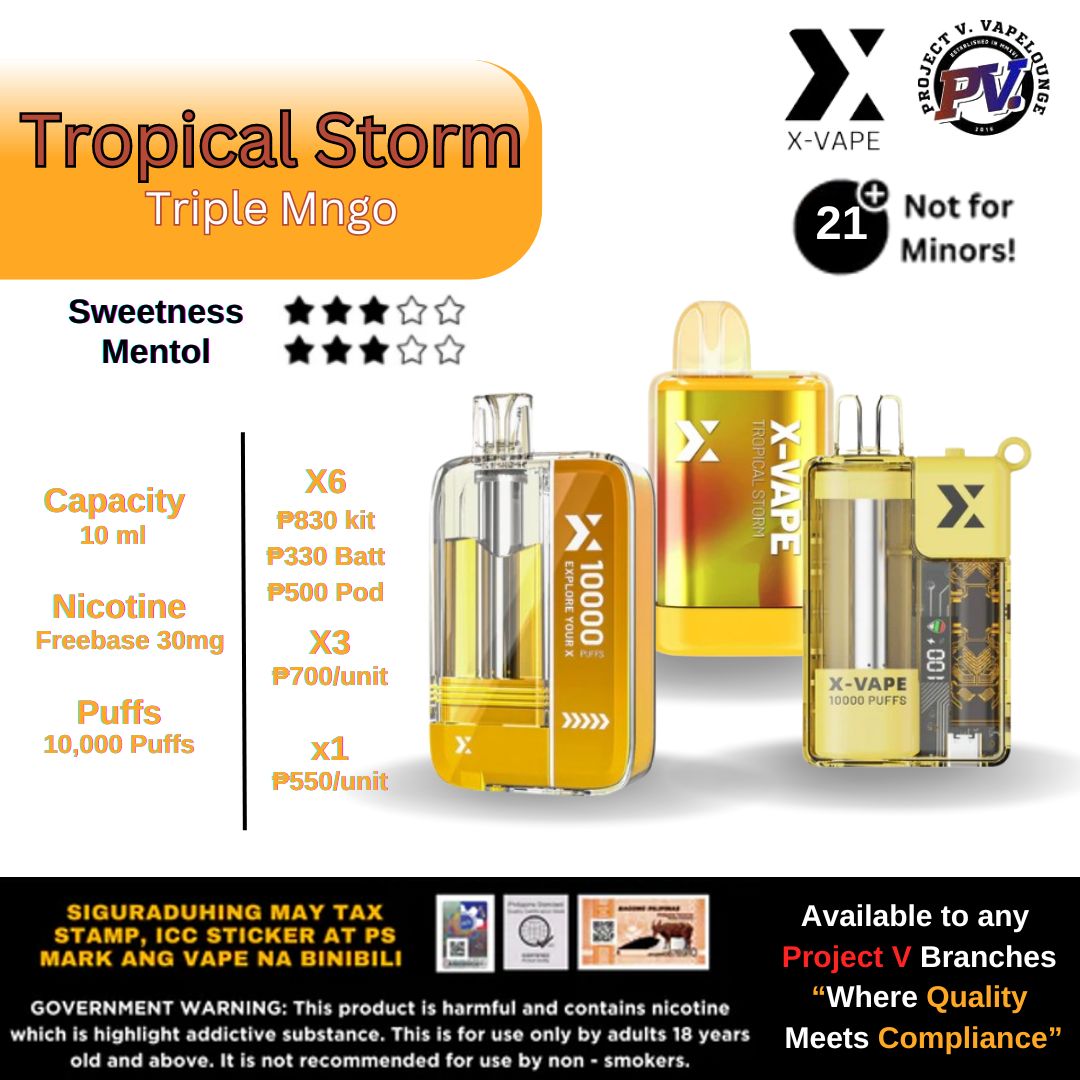 X-VAPE
PROJECT V. VAPELOUNGE
ESTABLISHED IN MMXVI
PV.
2016
Tropical Storm
Triple Mngo
21+
Not for
Minors!
Sweetness
Mentol
Capacity
10 ml
Nicotine
Freebase 30mg
Puffs
10,000 Puffs
X6
₱830 kit
₱330 Batt
₱500 Pod
X3
₱700/unit
x1
₱550/unit
10000
PUFFS
EXPLORE YOUR X
X-VAPE
TROPICAL STORM
100
X-VAPE
10000 PUFFS
SIGURADUHING MAY TAX
STAMP, ICC STICKER AT PS
MARK ANG VAPE NA BINIBILI
GOVERNMENT WARNING: This product is harmful and contains nicotine
which is highlight addictive substance. This is for use only by adults 18 years
old and above. It is not recommended for use by non - smokers.
Available to any
Project V Branches
“Where Quality
Meets Compliance”